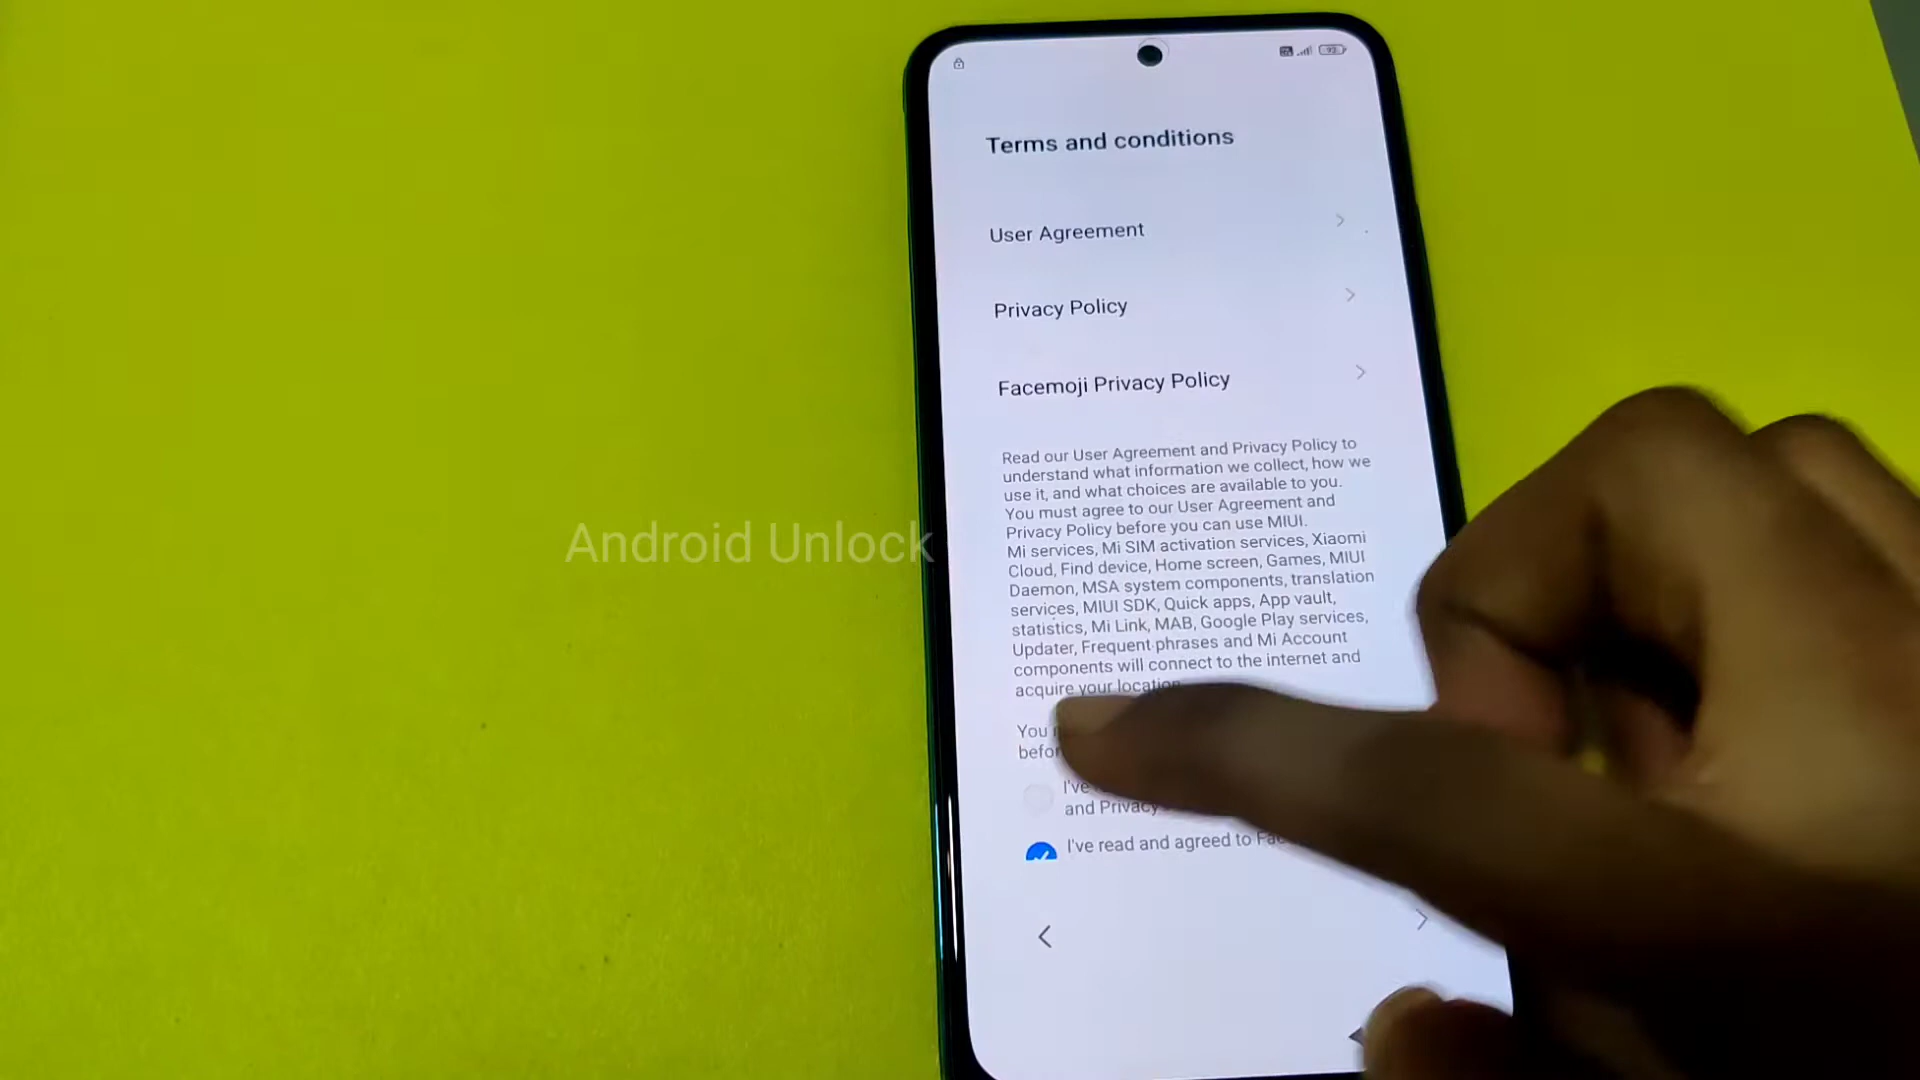 Terms and conditions
User Agreement
Privacy Policy
Facemoji Privacy Policy
Read our User Agreement and Privacy Policy to
understand what information we collect, how we
use it, and what choices are available to you.
You must agree to our User Agreement and
Privacy Policy before you can use MIUI.
Mi services, Mi SIM activation services, Xiaomi
Cloud, Find device, Home screen, Games, MIUI
Daemon, MSA system components, translation
services, MIUI SDK, Quick apps, App vault,
statistics, Mi Link, MAB, Google Play services,
Updater, Frequent phrases and Mi Account
components will connect to the internet and
acquire your location
You
I've
and Privacy
I've read and agreed to
Android Unlock